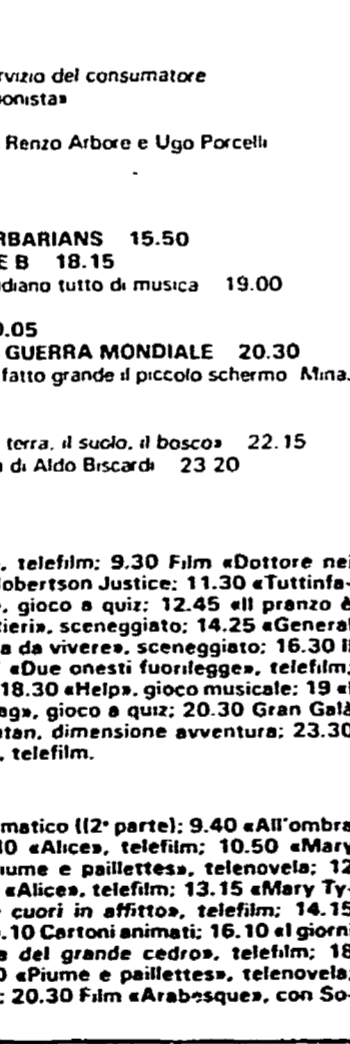 rvizio del consumatore
onista»
Renzo Arbore e Ugo Porcelli
RBARIANS 15.50
E B 18.15
idiano tutto di musica 19.00
0.05
GUERRA MONDIALE 20.30
fatto grande il piccolo schermo Mina.
terra, il suolo, il bosco» 22.15
di Aldo Biscardi 23 20
, telefilm; 9.30 Film «Dottore nei
Robertson Justice; 11.30 «Tuttinfa-
», gioco a quiz; 12.45 «Il pranzo è
tieri», sceneggiato; 14.25 «General
a da vivere», sceneggiato; 16.30 Il
«Due onesti fuorilegge», telefilm;
18.30 «Help», gioco musicale; 19 «I
ag», gioco a quiz; 20.30 Gran Galà
ntan, dimensione avventura; 23.30
, telefilm.
matico ((2ª parte); 9.40 «All'ombra
30 «Alice», telefilm; 10.50 «Mary
iume e paillettes», telenovela; 12
«Alice», telefilm; 13.15 «Mary Ty-
cuori in affitto», telefilm; 14.15
.10 Cartoni animati; 16.10 «I giorni
a del grande cedro», telefilm; 18
0 «Piume e paillettes», telenovela;
; 20.30 Film «Arabesque», con So-